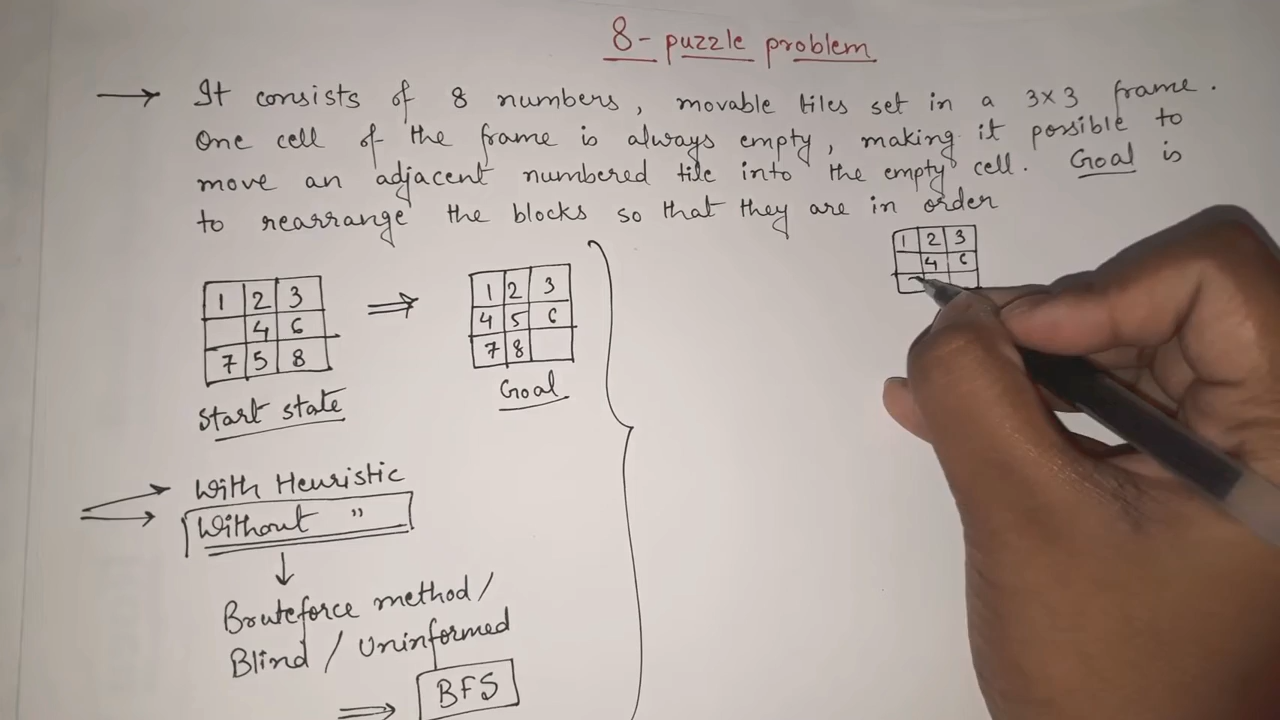 8-puzzle problem
→ It consists of 8 numbers, movable tiles set in a 3×3 frame.
One cell of the frame is always empty, making it possible to
move an adjacent numbered tile into the empty cell. Goal is
to rearrange the blocks so that they are in order
1 2 3
4 6
7 5 8
Start state
⇒
1 2 3
4 5 6
7 8
Goal
1 2 3
4 6
With Heuristic
Without "
↓
Bruteforce method/
Blind / Uninformed
⇒ BFS